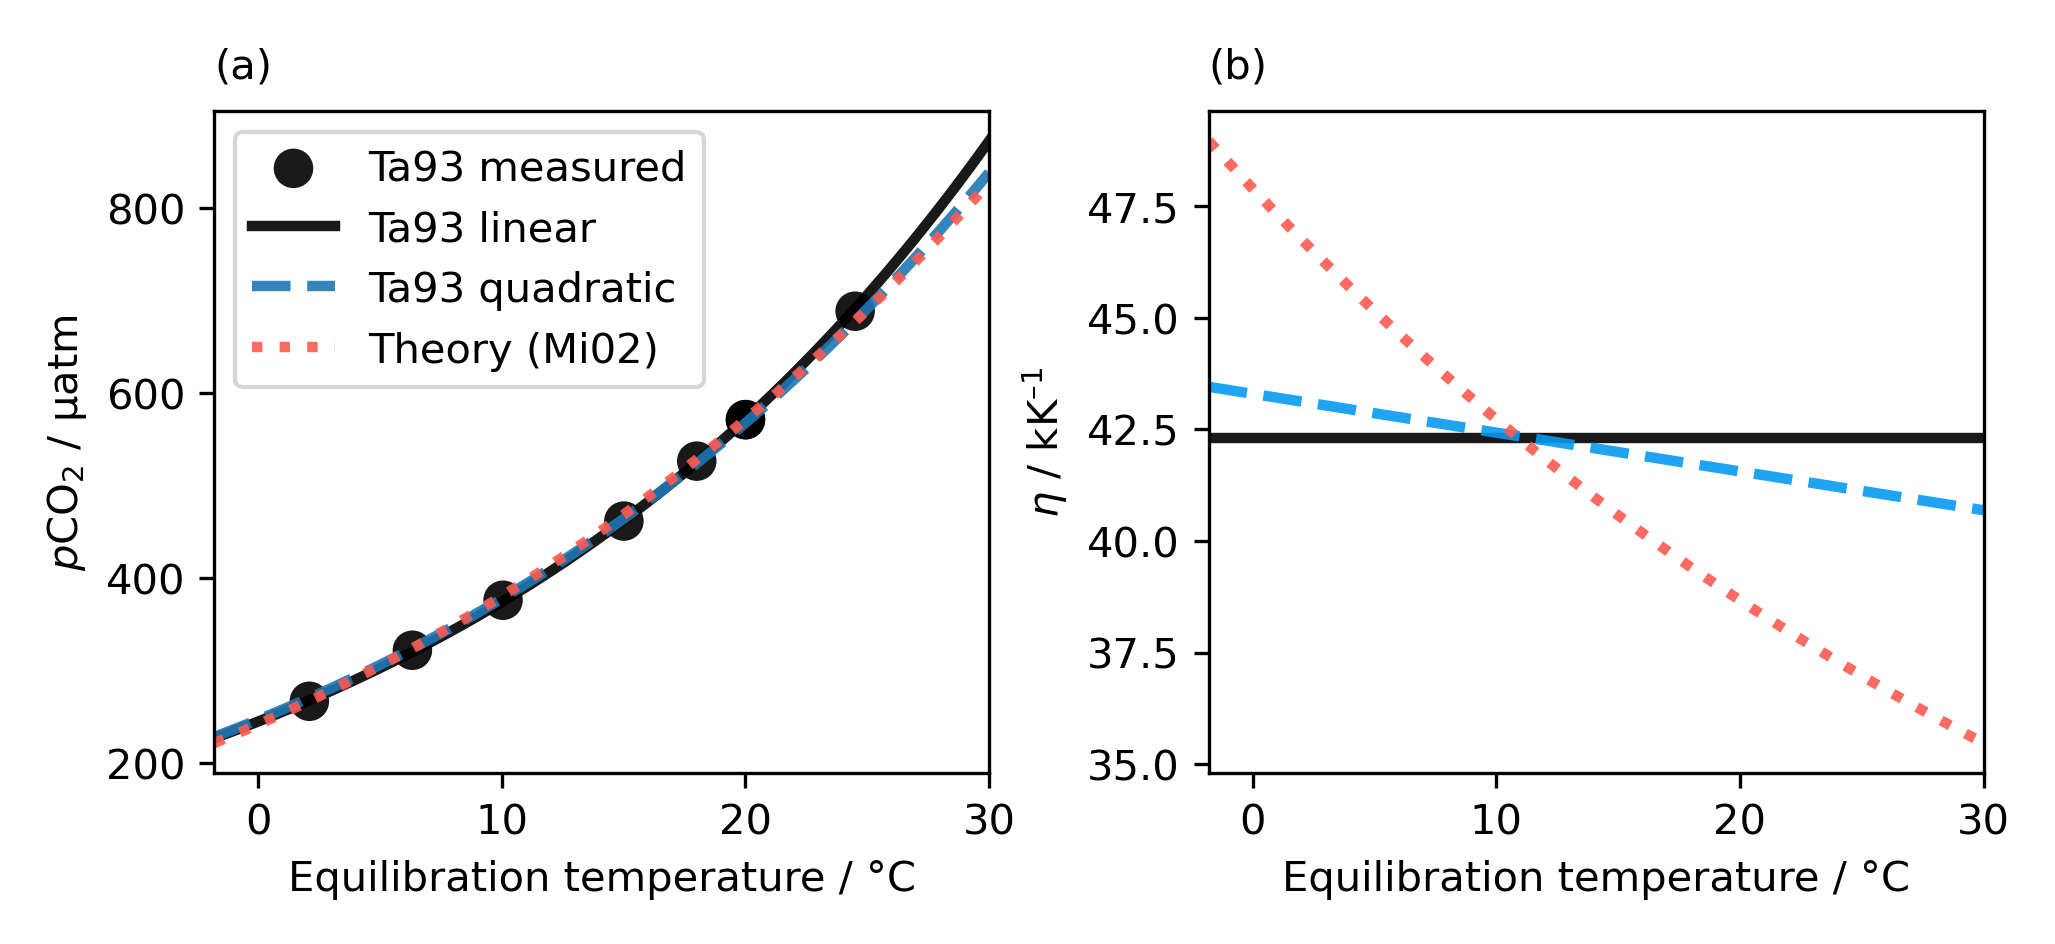 (a)
Ta93 measured
Ta93 linear
Ta93 quadratic
Theory (Mi02)
800
600
400
200
pCO₂ / µatm
0 10 20 30
Equilibration temperature / °C
(b)
47.5
45.0
42.5
40.0
37.5
35.0
η / kK⁻¹
0 10 20 30
Equilibration temperature / °C